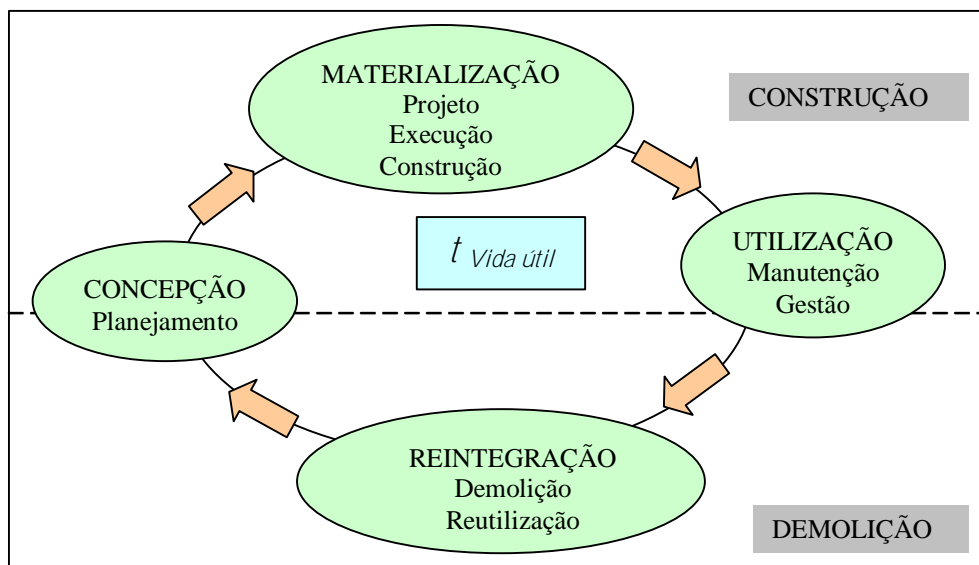 MATERIALIZAÇÃO
Projeto
Execução
Construção
CONSTRUÇÃO
t Vida útil
UTILIZAÇÃO
Manutenção
Gestão
CONCEPÇÃO
Planejamento
REINTEGRAÇÃO
Demolição
Reutilização
DEMOLIÇÃO